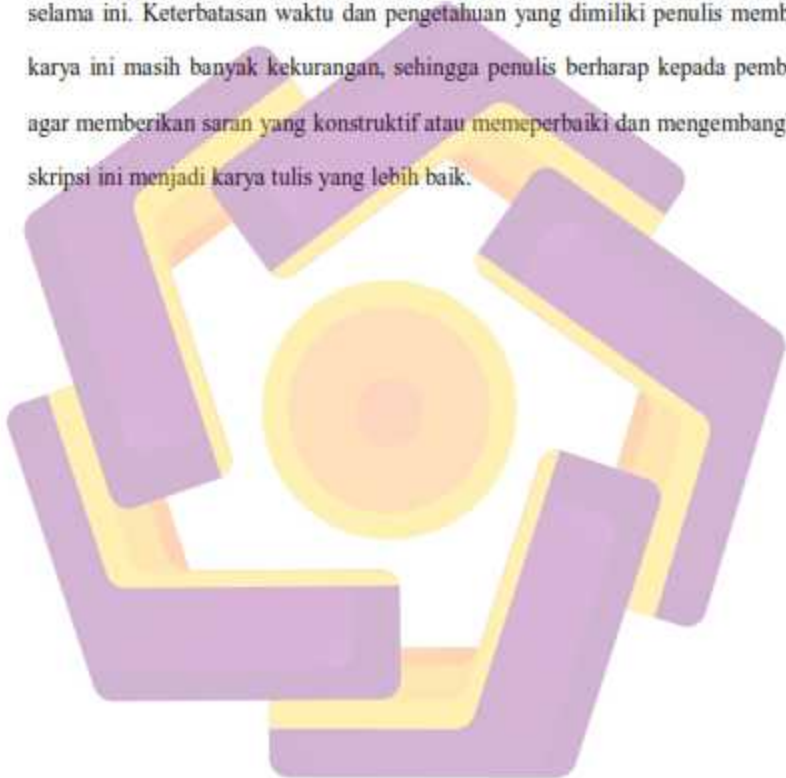 selama ini. Keterbatasan waktu dan pengetahuan yang dimiliki penulis memb
karya ini masih banyak kekurangan, sehingga penulis berharap kepada pemb
agar memberikan saran yang konstruktif atau memeperbaiki dan mengembang
skripsi ini menjadi karya tulis yang lebih baik.